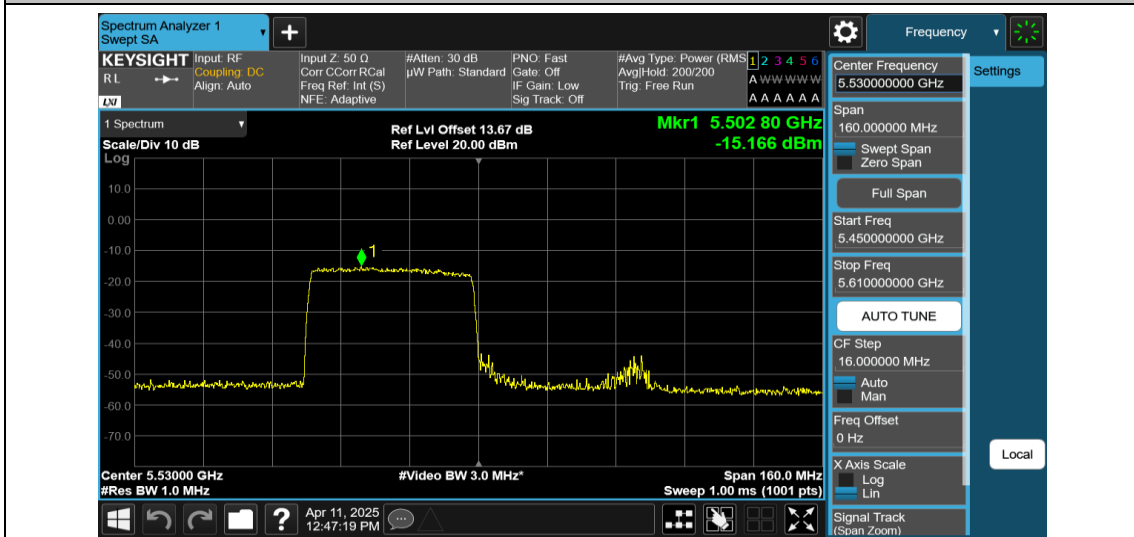 Spectrum Analyzer 1
Swept SA
Frequency
KEYSIGHT
R L
LXI
Input: RF
Coupling: DC
Align: Auto
Input Z: 50 Ω
Corr CCorr RCal
Freq Ref: Int (S)
NFE: Adaptive
#Atten: 30 dB
µW Path: Standard
PNO: Fast
Gate: Off
IF Gain: Low
Sig Track: Off
#Avg Type: Power (RMS
Avg|Hold: 200/200
Trig: Free Run
1 2 3 4 5 6
A W W W W W
A A A A A A
1 Spectrum
Scale/Div 10 dB
Log
Ref Lvl Offset 13.67 dB
Ref Level 20.00 dBm
Mkr1 5.502 80 GHz
-15.166 dBm
10.0
0.00
-10.0
-20.0
-30.0
-40.0
-50.0
-60.0
-70.0
1
Center 5.53000 GHz
#Res BW 1.0 MHz
#Video BW 3.0 MHz*
Span 160.0 MHz
Sweep 1.00 ms (1001 pts)
Center Frequency
5.530000000 GHz
Settings
Span
160.000000 MHz
Swept Span
Zero Span
Full Span
Start Freq
5.450000000 GHz
Stop Freq
5.610000000 GHz
AUTO TUNE
CF Step
16.000000 MHz
Auto
Man
Freq Offset
0 Hz
X Axis Scale
Log
Lin
Local
Signal Track
(Span Zoom)
?
Apr 11, 2025
12:47:19 PM